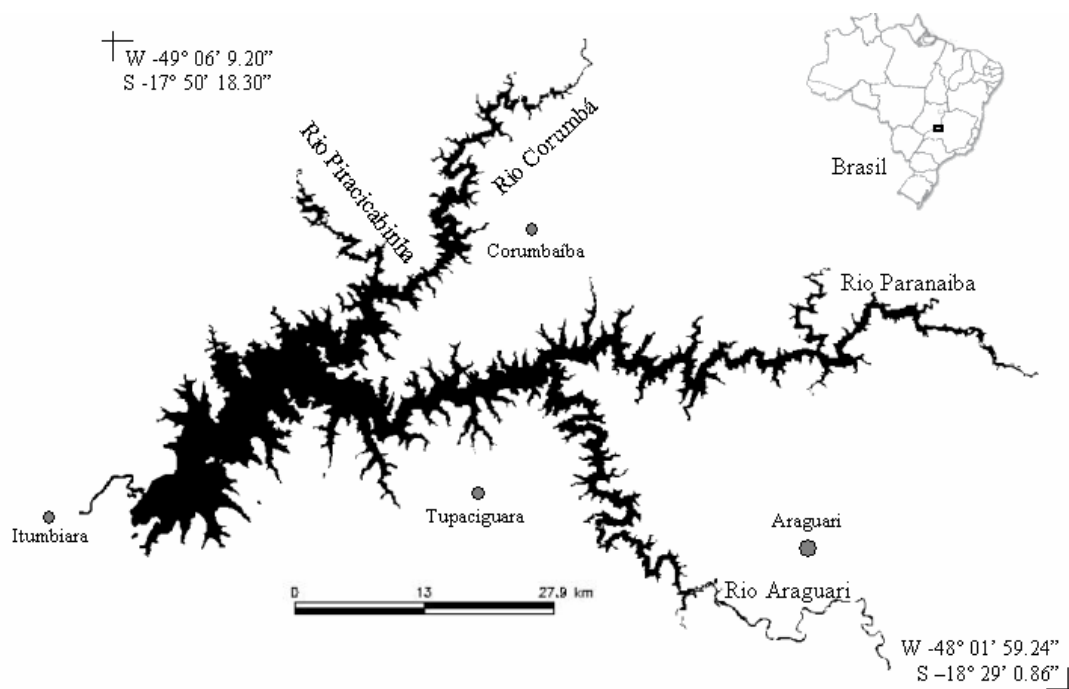 W -49° 06’ 9.20”
S -17° 50’ 18.30”
Rio Piracicabinha
Rio Corumbá
Brasil
Corumbaíba
Rio Paranaiba
Itumbiara
Tupaciguara
Araguari
Rio Araguari
0 13 27.9 km
W -48° 01’ 59.24”
S –18° 29’ 0.86”